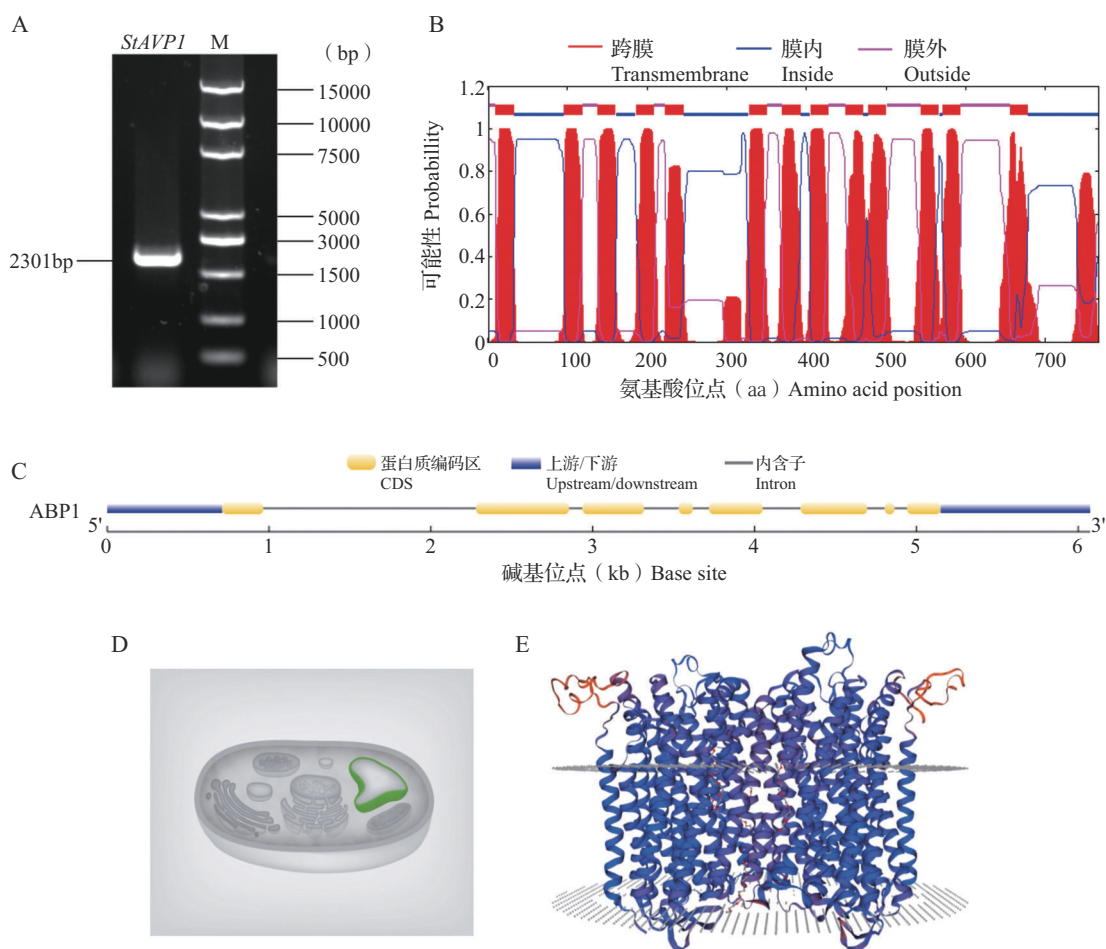 A
StAVP1 M
(bp)
15000
10000
7500
5000
3000
2301bp
1500
1000
500
B
跨膜 膜内 膜外
Transmembrane Inside Outside
1.2
1
0.8
0.6
0.4
0.2
0
可能性 Probabillity
0 100 200 300 400 500 600 700
氨基酸位点（aa）Amino acid position
C
蛋白质编码区 上游/下游 内含子
CDS Upstream/downstream Intron
ABP1
5' 3'
0 1 2 3 4 5 6
碱基位点（kb）Base site
D
E